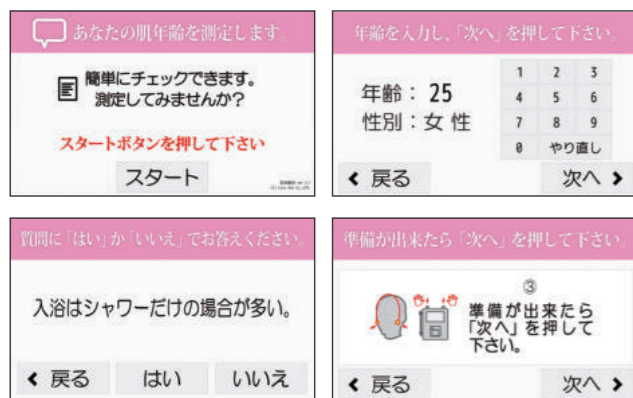 あなたの肌年齢を測定します。
簡単にチェックできます。
測定してみませんか？
スタートボタンを押して下さい
スタート
年齢を入力し、「次へ」を押して下さい。
年齢：25
性別：女性
1 2 3
4 5 6
7 8 9
0 やり直し
戻る 次へ
質問に「はい」か「いいえ」でお答えください。
入浴はシャワーだけの場合が多い。
戻る はい いいえ
準備が出来たら「次へ」を押して下さい。
③
準備が出来たら
「次へ」を押して
下さい。
戻る 次へ